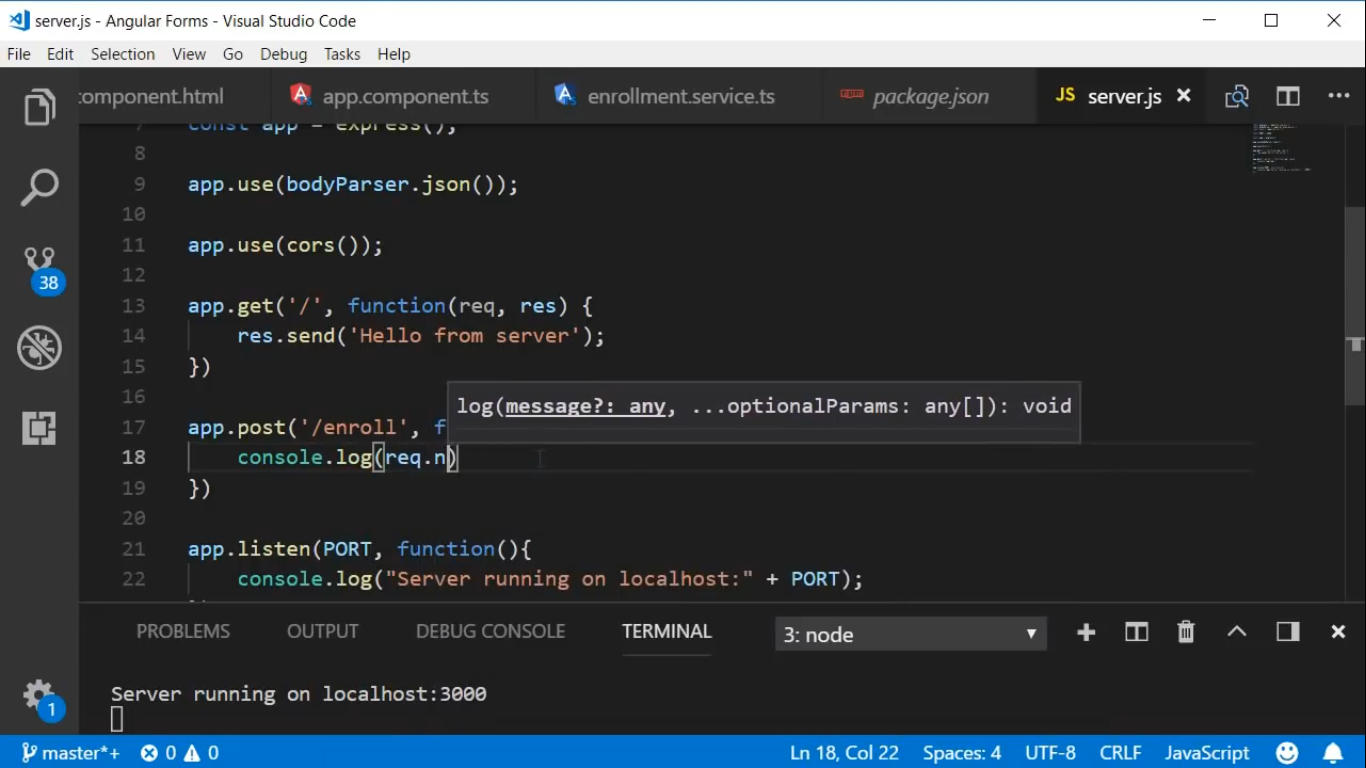 server.js - Angular Forms - Visual Studio Code
File Edit Selection View Go Debug Tasks Help
component.html app.component.ts enrollment.service.ts package.json JS server.js
7 const app = express();
8
9 app.use(bodyParser.json());
10
11 app.use(cors());
12
13 app.get('/', function(req, res) {
14 res.send('Hello from server');
15 })
16
log(message?: any, ...optionalParams: any[]): void
17 app.post('/enroll', f
18 console.log(req.n)
19 })
20
21 app.listen(PORT, function(){
22 console.log("Server running on localhost:" + PORT);
38
PROBLEMS OUTPUT DEBUG CONSOLE TERMINAL 3: node
Server running on localhost:3000
1
master*+ 0 0 Ln 18, Col 22 Spaces: 4 UTF-8 CRLF JavaScript